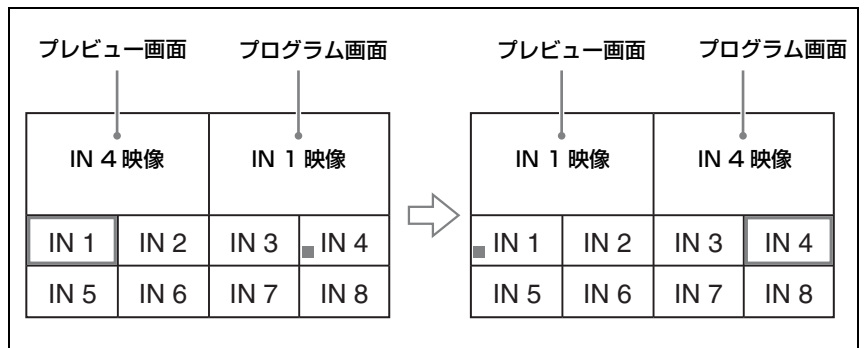 プレビュー画面 プログラム画面 プレビュー画面 プログラム画面
IN 4 映像 IN 1 映像 IN 1 映像 IN 4 映像
IN 1 IN 2 IN 3 IN 4 IN 1 IN 2 IN 3 IN 4
IN 5 IN 6 IN 7 IN 8 IN 5 IN 6 IN 7 IN 8